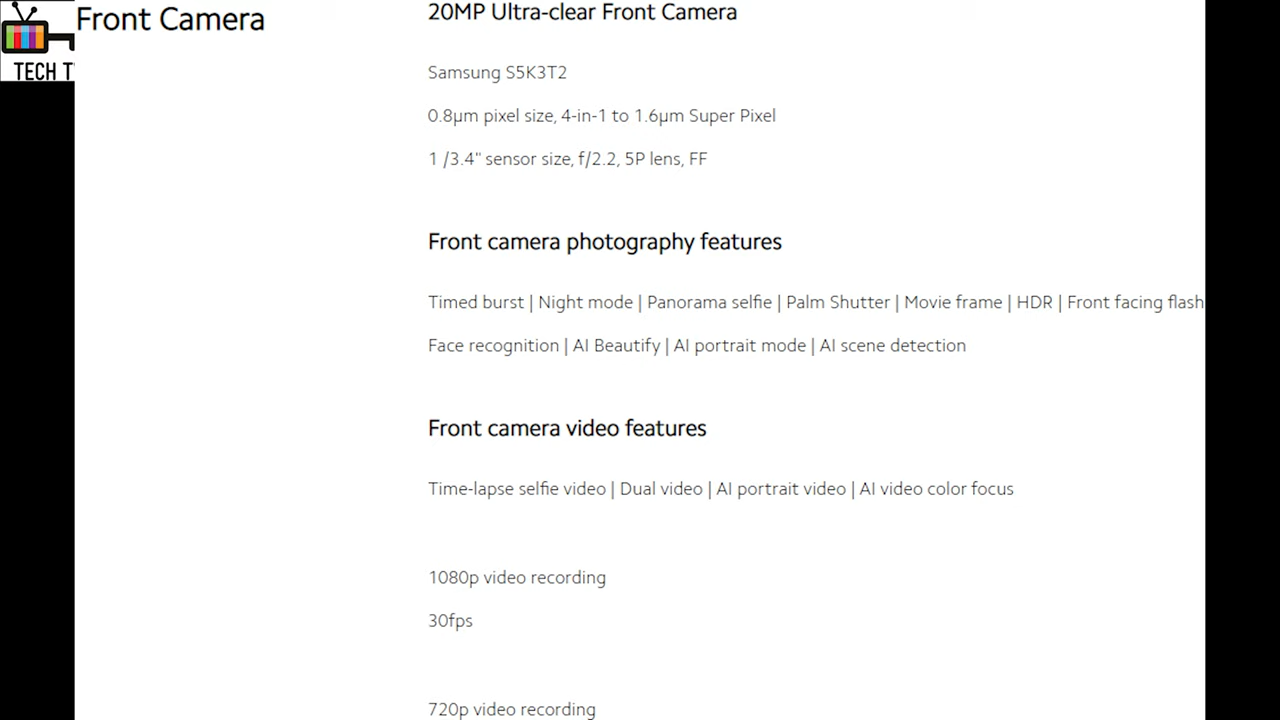 Front Camera
TECH T
20MP Ultra-clear Front Camera
Samsung S5K3T2
0.8μm pixel size, 4-in-1 to 1.6μm Super Pixel
1 /3.4" sensor size, f/2.2, 5P lens, FF
Front camera photography features
Timed burst | Night mode | Panorama selfie | Palm Shutter | Movie frame | HDR | Front facing flash
Face recognition | AI Beautify | AI portrait mode | AI scene detection
Front camera video features
Time-lapse selfie video | Dual video | AI portrait video | AI video color focus
1080p video recording
30fps
720p video recording